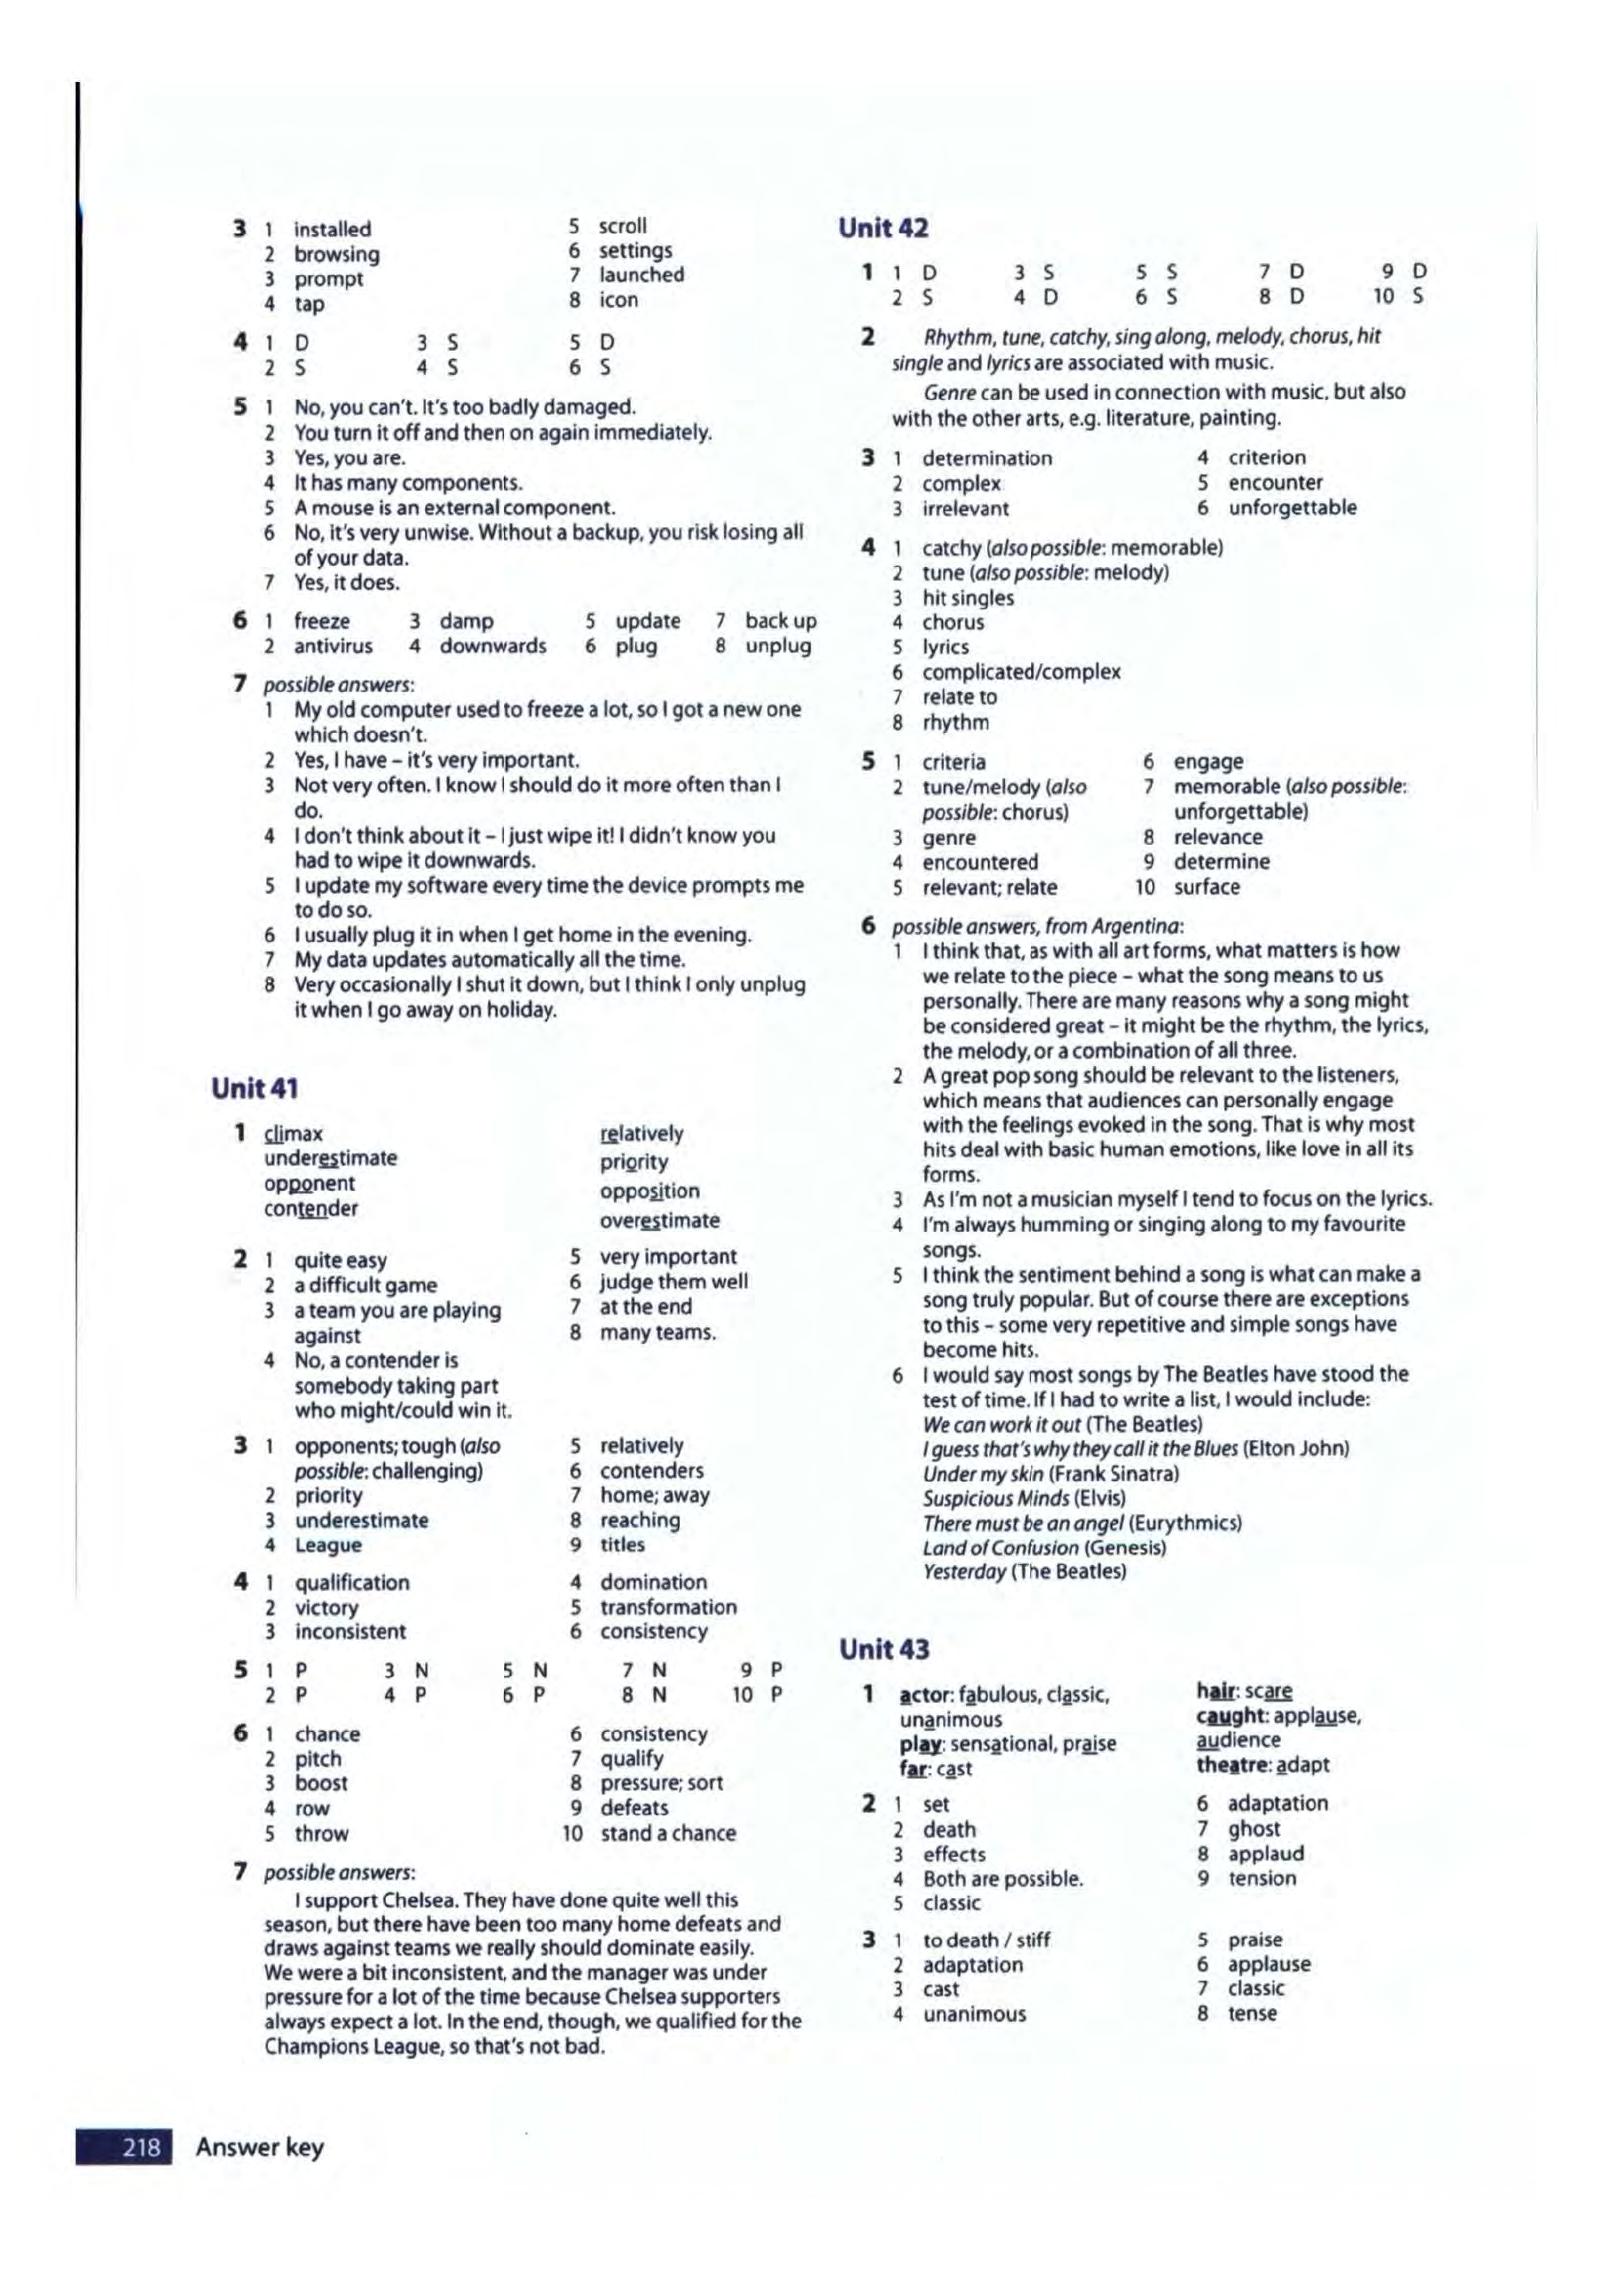 3 1 installed 5 scroll
2 browsing 6 settings
3 prompt 7 launched
4 tap 8 icon
4 1 D 3 S 5 D
2 S 4 S 6 S
5 1 No, you can't. It's too badly damaged.
2 You turn it off and then on again immediately.
3 Yes, you are.
4 It has many components.
5 A mouse is an external component.
6 No, it's very unwise. Without a backup, you risk losing all
of your data.
7 Yes, it does.
6 1 freeze 3 damp 5 update 7 back up
2 antivirus 4 downwards 6 plug 8 unplug
7 possible answers:
1 My old computer used to freeze a lot, so I got a new one
which doesn't.
2 Yes, I have – it's very important.
3 Not very often. I know I should do it more often than I
do.
4 I don't think about it – I just wipe it! I didn't know you
had to wipe it downwards.
5 I update my software every time the device prompts me
to do so.
6 I usually plug it in when I get home in the evening.
7 My data updates automatically all the time.
8 Very occasionally I shut it down, but I think I only unplug
it when I go away on holiday.
Unit 41
1 climax relatively
underestimate priority
opponent opposition
contender overestimate
2 1 quite easy 5 very important
2 a difficult game 6 judge them well
3 a team you are playing 7 at the end
against 8 many teams.
4 No, a contender is
somebody taking part
who might/could win it.
3 1 opponents; tough (also 5 relatively
possible: challenging) 6 contenders
2 priority 7 home; away
3 underestimate 8 reaching
4 League 9 titles
4 1 qualification 4 domination
2 victory 5 transformation
3 inconsistent 6 consistency
5 1 P 3 N 5 N 7 N 9 P
2 P 4 P 6 P 8 N 10 P
6 1 chance 6 consistency
2 pitch 7 qualify
3 boost 8 pressure; sort
4 row 9 defeats
5 throw 10 stand a chance
7 possible answers:
I support Chelsea. They have done quite well this
season, but there have been too many home defeats and
draws against teams we really should dominate easily.
We were a bit inconsistent, and the manager was under
pressure for a lot of the time because Chelsea supporters
always expect a lot. In the end, though, we qualified for the
Champions League, so that's not bad.
Unit 42
1 1 D 3 S 5 S 7 D 9 D
2 S 4 D 6 S 8 D 10 S
2 Rhythm, tune, catchy, sing along, melody, chorus, hit
single and lyrics are associated with music.
Genre can be used in connection with music, but also
with the other arts, e.g. literature, painting.
3 1 determination 4 criterion
2 complex 5 encounter
3 irrelevant 6 unforgettable
4 1 catchy (also possible: memorable)
2 tune (also possible: melody)
3 hit singles
4 chorus
5 lyrics
6 complicated/complex
7 relate to
8 rhythm
5 1 criteria 6 engage
2 tune/melody (also 7 memorable (also possible:
possible: chorus) unforgettable)
3 genre 8 relevance
4 encountered 9 determine
5 relevant; relate 10 surface
6 possible answers, from Argentina:
1 I think that, as with all art forms, what matters is how
we relate to the piece – what the song means to us
personally. There are many reasons why a song might
be considered great – it might be the rhythm, the lyrics,
the melody, or a combination of all three.
2 A great pop song should be relevant to the listeners,
which means that audiences can personally engage
with the feelings evoked in the song. That is why most
hits deal with basic human emotions, like love in all its
forms.
3 As I'm not a musician myself I tend to focus on the lyrics.
4 I'm always humming or singing along to my favourite
songs.
5 I think the sentiment behind a song is what can make a
song truly popular. But of course there are exceptions
to this – some very repetitive and simple songs have
become hits.
6 I would say most songs by The Beatles have stood the
test of time. If I had to write a list, I would include:
We can work it out (The Beatles)
I guess that's why they call it the Blues (Elton John)
Under my skin (Frank Sinatra)
Suspicious Minds (Elvis)
There must be an angel (Eurythmics)
Land of Confusion (Genesis)
Yesterday (The Beatles)
Unit 43
1 actor: fabulous, classic, hair: scare
unanimous caught: applause,
play: sensational, praise audience
far: cast theatre: adapt
2 1 set 6 adaptation
2 death 7 ghost
3 effects 8 applaud
4 Both are possible. 9 tension
5 classic
3 1 to death / stiff 5 praise
2 adaptation 6 applause
3 cast 7 classic
4 unanimous 8 tense
218 Answer key